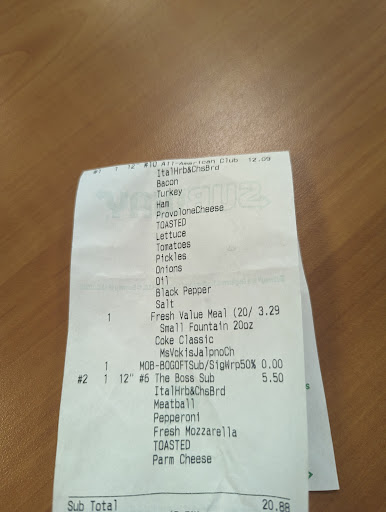 #1 1 12" #10 All-American Club 12.09
ItalHrb&ChsBrd
Bacon
Turkey
Ham
ProvoloneCheese
TOASTED
Lettuce
Tomatoes
Pickles
Onions
Oil
Black Pepper
Salt
1 Fresh Value Meal (20/ 3.29
Small Fountain 20oz
Coke Classic
MsVckisJalpnoCh
1 MOB-BOGOFTSub/SigWrp50% 0.00
#2 1 12" #6 The Boss Sub 5.50
ItalHrb&ChsBrd
Meatball
Pepperoni
Fresh Mozzarella
TOASTED
Parm Cheese
Sub Total 20.88